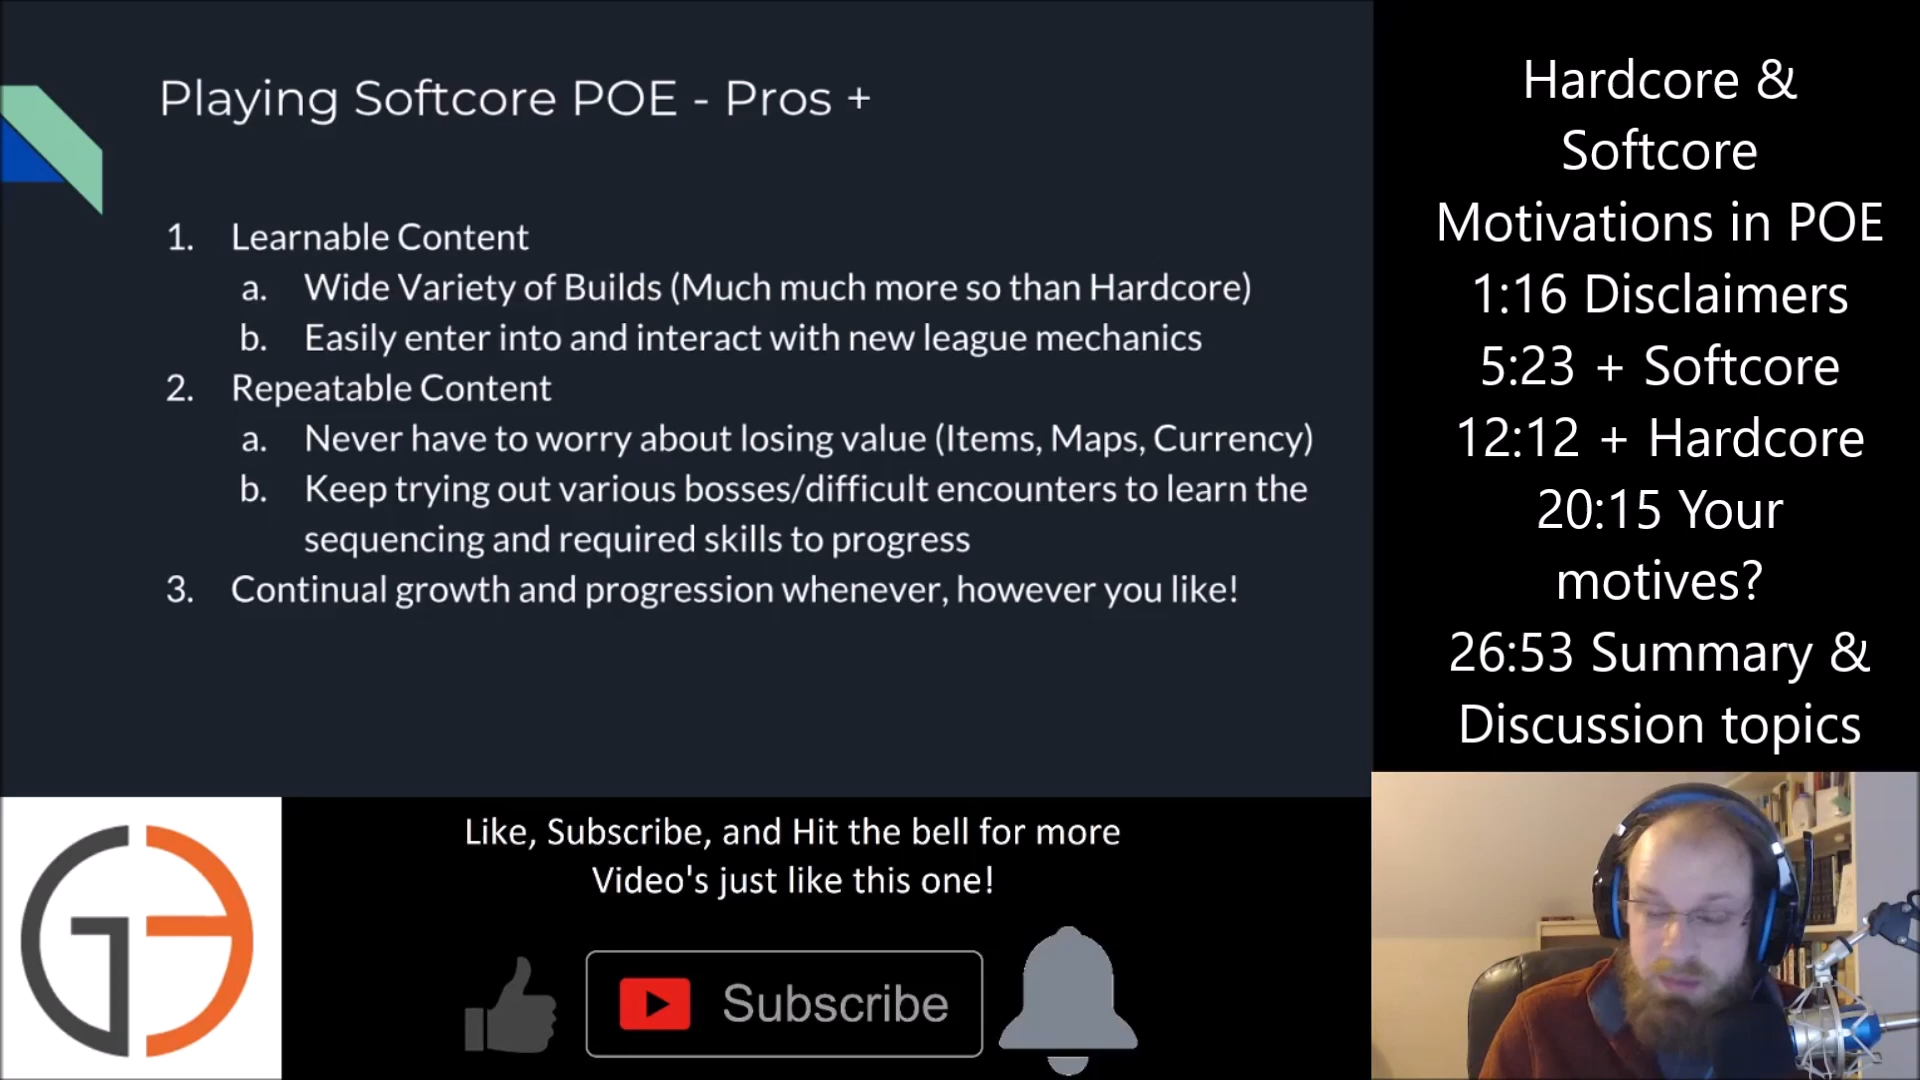 Playing Softcore POE - Pros +
1. Learnable Content
a. Wide Variety of Builds (Much much more so than Hardcore)
b. Easily enter into and interact with new league mechanics
2. Repeatable Content
a. Never have to worry about losing value (Items, Maps, Currency)
b. Keep trying out various bosses/difficult encounters to learn the
sequencing and required skills to progress
3. Continual growth and progression whenever, however you like!
Hardcore &
Softcore
Motivations in POE
1:16 Disclaimers
5:23 + Softcore
12:12 + Hardcore
20:15 Your
motives?
26:53 Summary &
Discussion topics
Like, Subscribe, and Hit the bell for more
Video's just like this one!
Subscribe